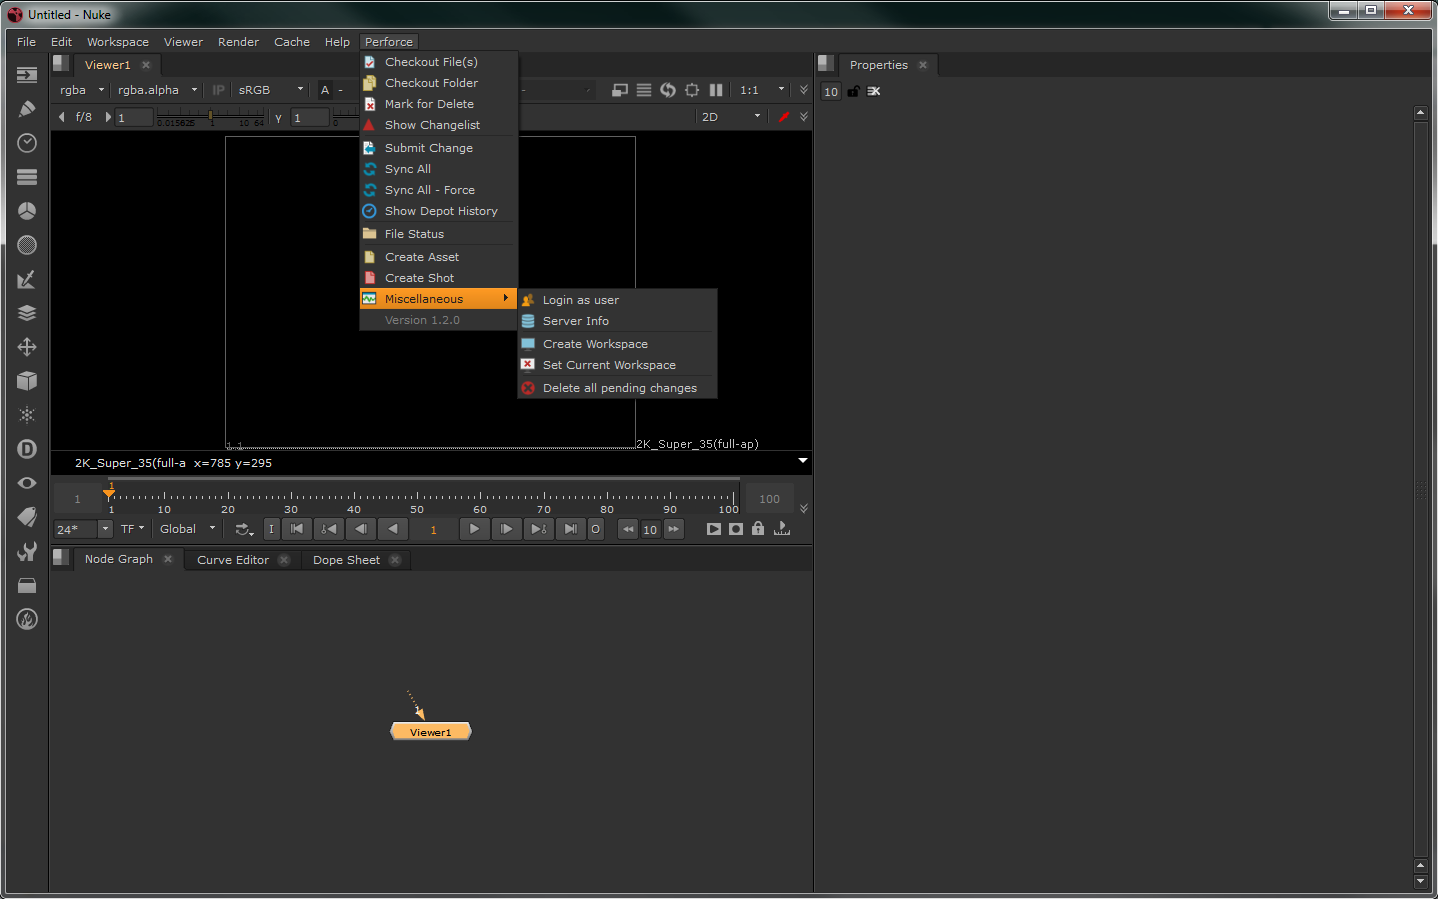 Untitled - Nuke
File Edit Workspace Viewer Render Cache Help Perforce
Viewer1
rgba rgba.alpha IP sRGB A - - 1:1
f/8 1 1 10 64 Y 1 0 2D
Checkout File(s)
Checkout Folder
Mark for Delete
Show Changelist
Submit Change
Sync All
Sync All - Force
Show Depot History
File Status
Create Asset
Create Shot
Miscellaneous
Version 1.2.0
Login as user
Server Info
Create Workspace
Set Current Workspace
Delete all pending changes
1,1
2K_Super_35(full-ap)
2K_Super_35(full-a x=785 y=295
1
1 1 10 20 30 40 50 60 70 80 90 100 100
24* TF Global I 1 O 10
Node Graph Curve Editor Dope Sheet
1
Viewer1
Properties
10